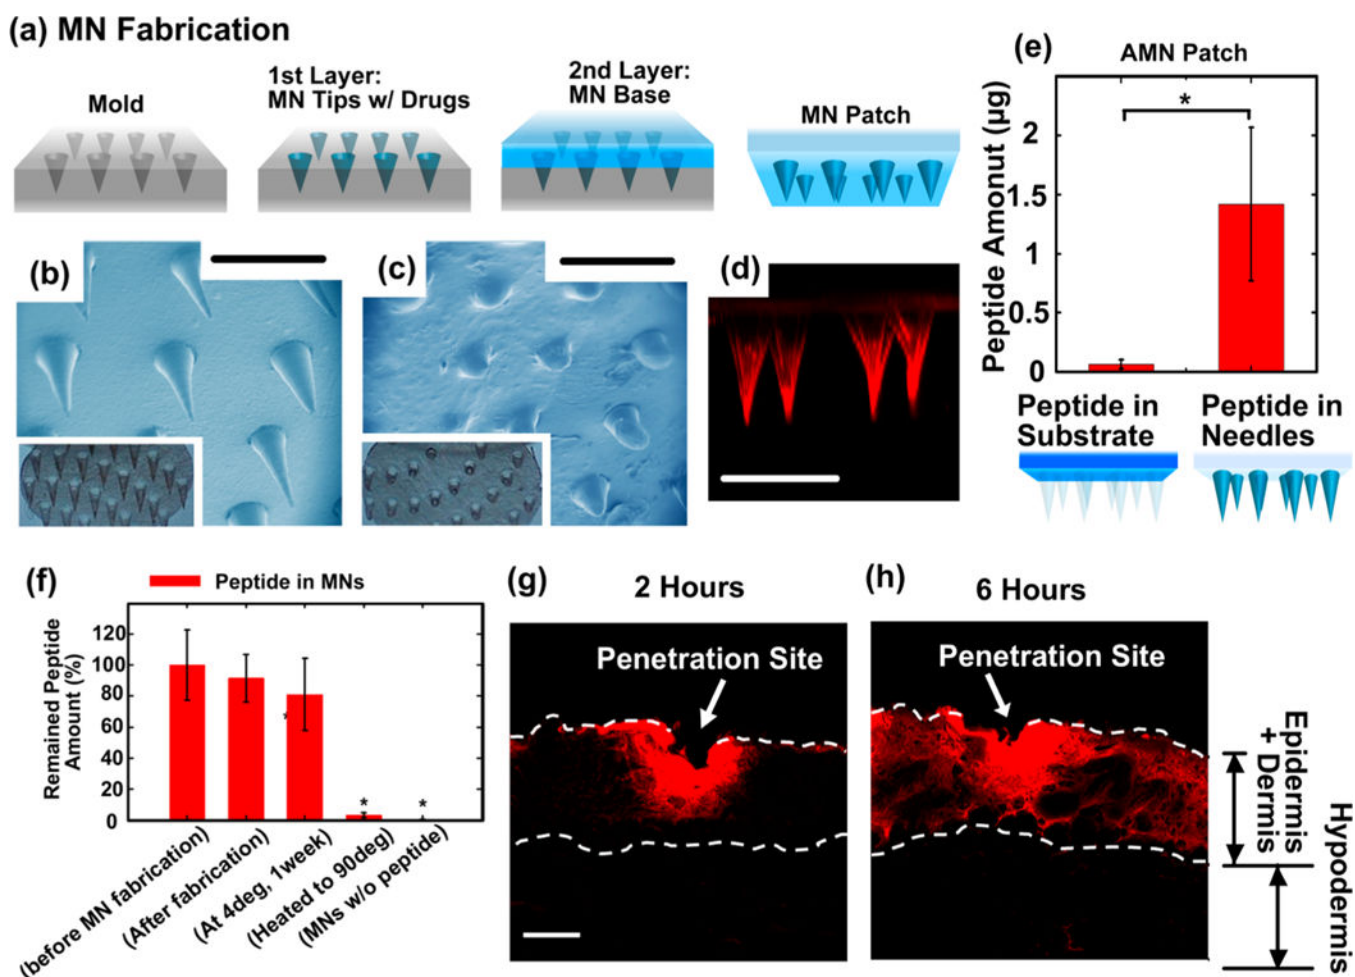 (a) MN Fabrication
Mold
1st Layer:
MN Tips w/ Drugs
2nd Layer:
MN Base
MN Patch
(b)
(c)
(d)
(e)
AMN Patch
Peptide Amonut (µg)
2
1.5
1
0.5
0
*
Peptide in
Substrate
Peptide in
Needles
(f)
Peptide in MNs
Remained Peptide
Amount (%)
120
100
80
60
40
20
0
*
*
*
(before MN fabrication)
(After fabrication)
(At 4deg, 1week)
(Heated to 90deg)
(MNs w/o peptide)
(g)
2 Hours
Penetration Site
(h)
6 Hours
Penetration Site
Epidermis
+ Dermis
Hypodermis